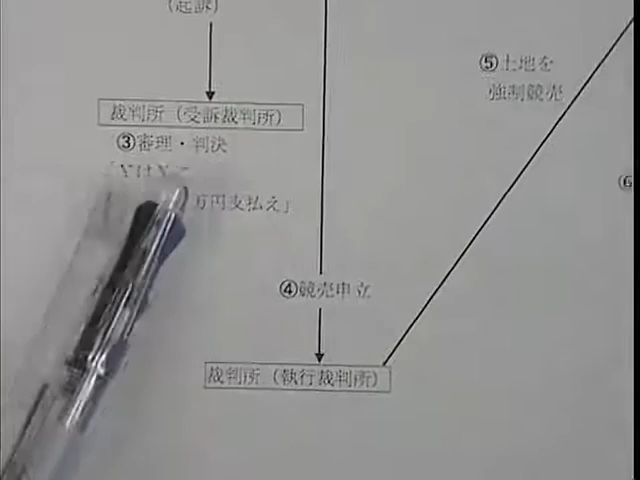 (起訴)
裁判所（受訴裁判所）
③審理・判決
万円支払え」
④競売申立
裁判所（執行裁判所）
⑤土地を
強制競売
⑥